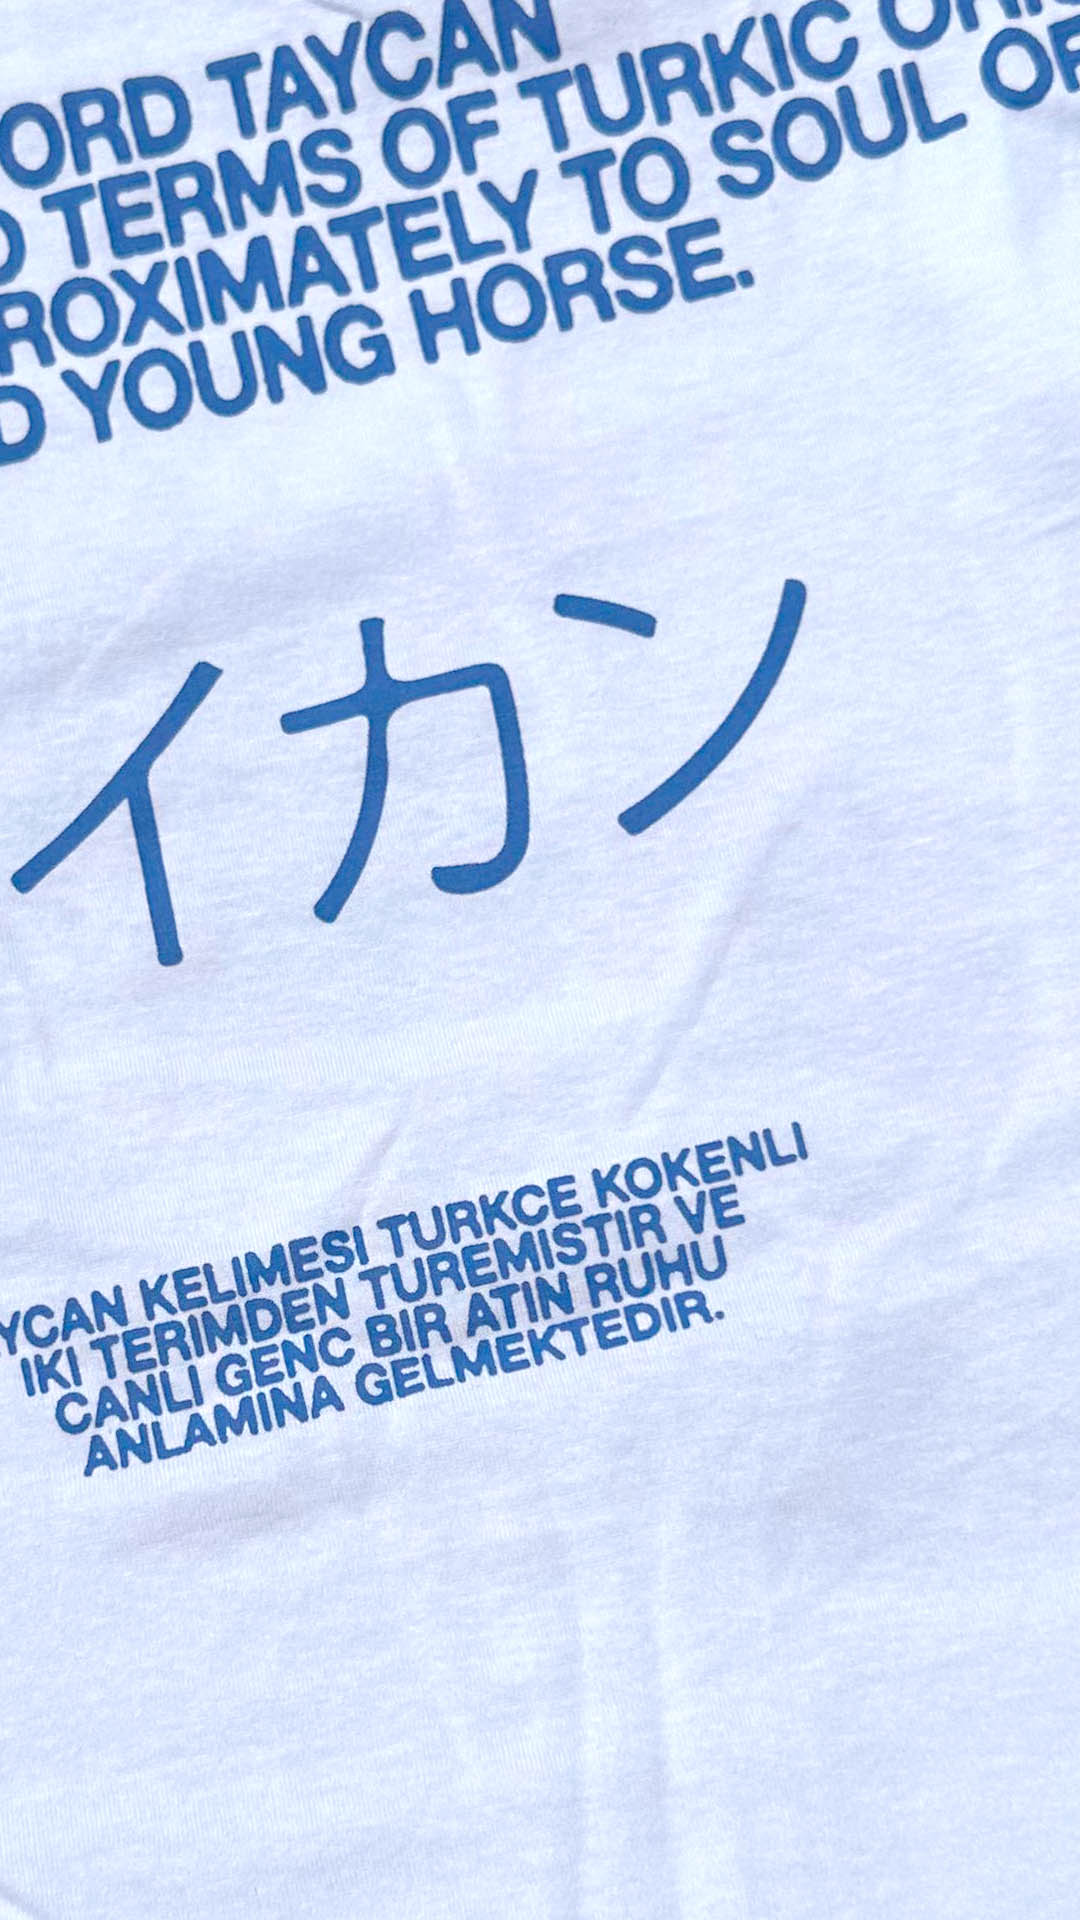 ORD TAYCAN
TERMS OF TURKIC
ROXIMATELY TO SOUL OF
YOUNG HORSE.
イカン
YCAN KELIMESI TURKCE KOKENLI
IKI TERIMDEN TUREMISTIR VE
CANLI GENC BIR ATIN RUHU
ANLAMINA GELMEKTEDIR.